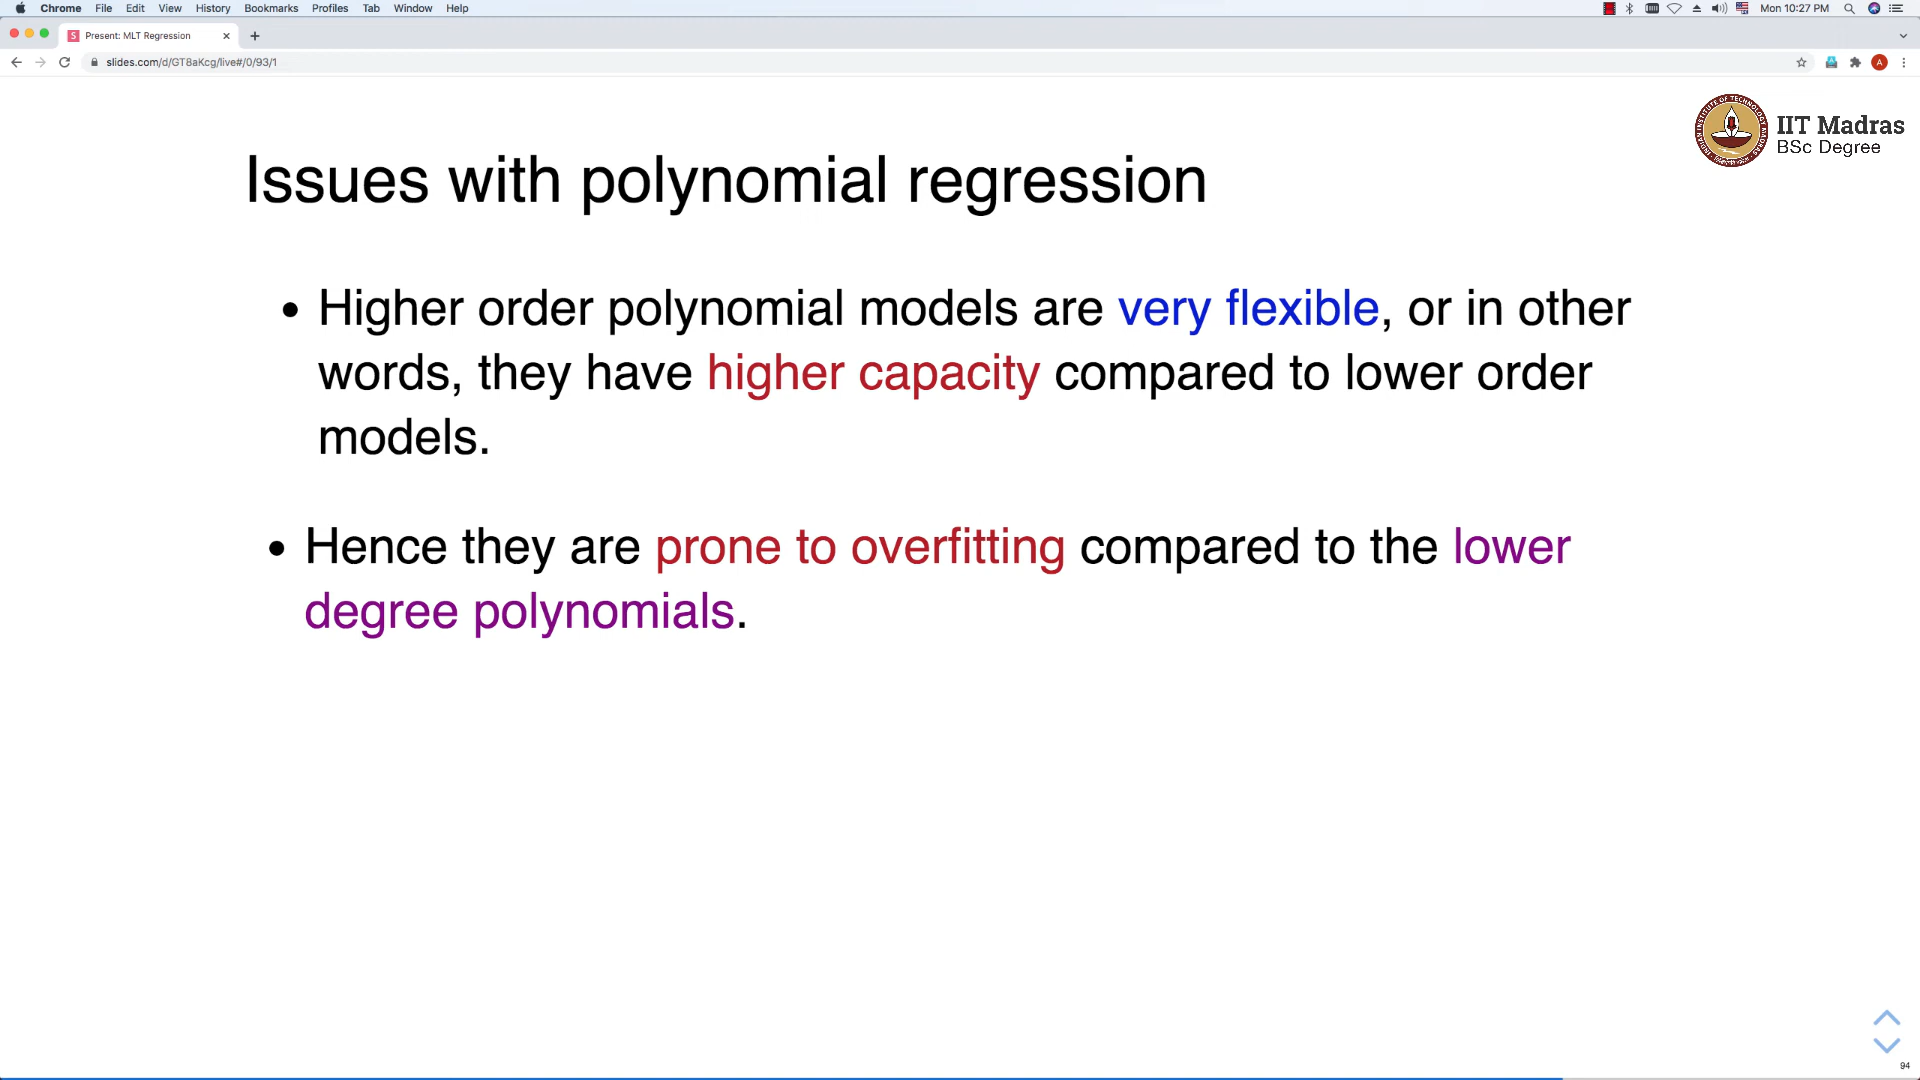 Chrome File Edit View History Bookmarks Profiles Tab Window Help Mon 10:27 PM
Present: MLT Regression
slides.com/d/GT8aKcg/live#/0/93/1
A
IIT Madras
BSc Degree
Issues with polynomial regression
• Higher order polynomial models are very flexible, or in other
words, they have higher capacity compared to lower order
models.
• Hence they are prone to overfitting compared to the lower
degree polynomials.
94